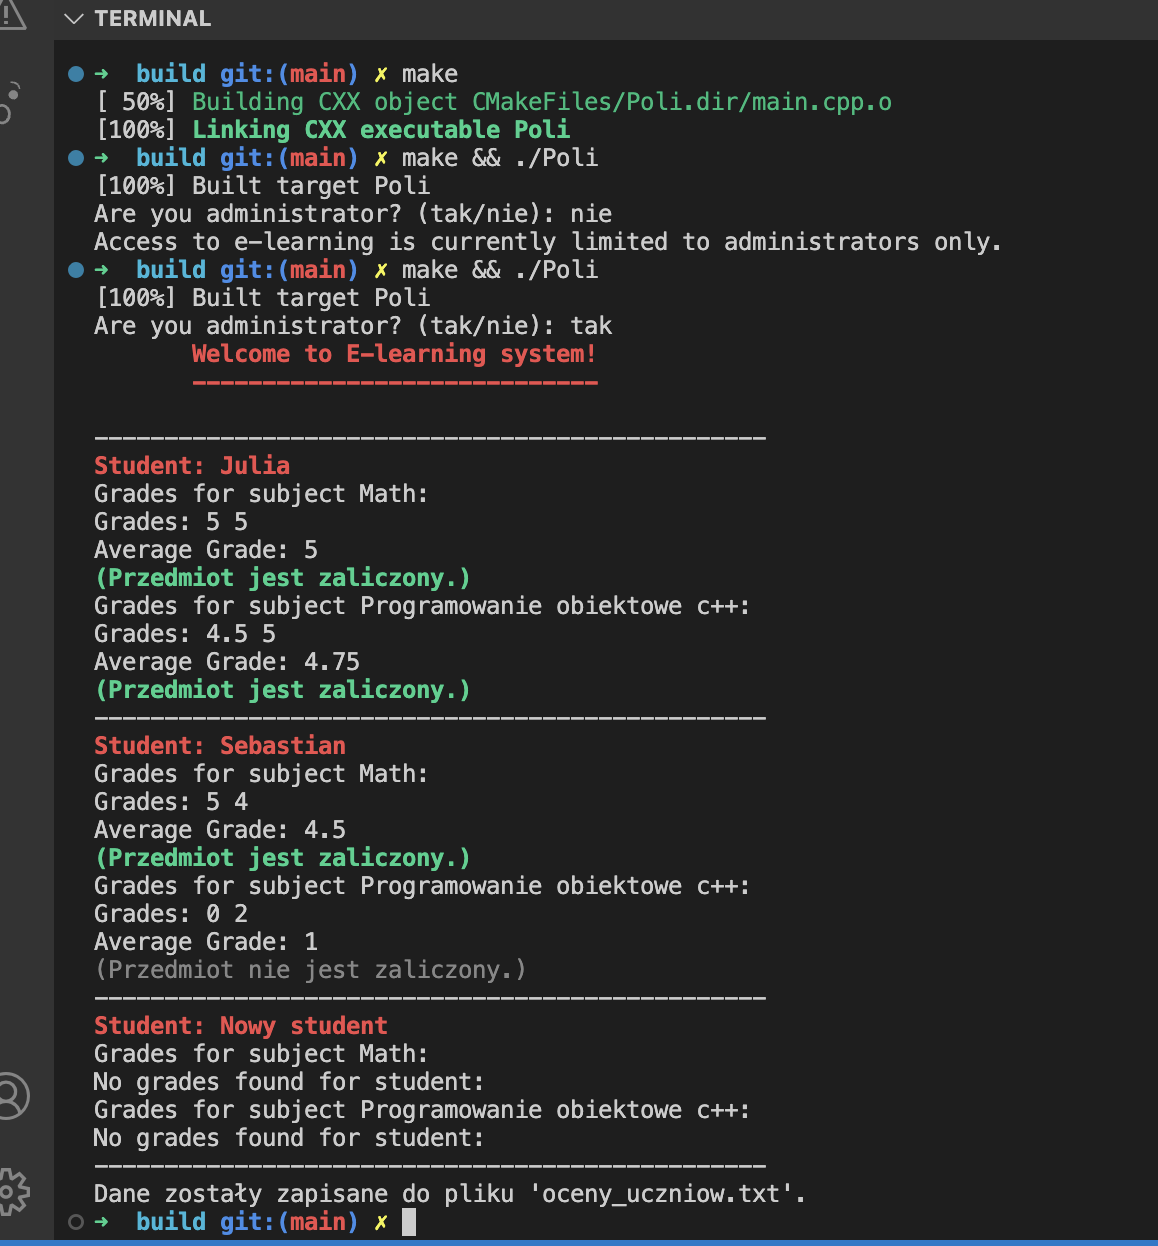 TERMINAL
➜ build git:(main) ✗ make
[ 50%] Building CXX object CMakeFiles/Poli.dir/main.cpp.o
[100%] Linking CXX executable Poli
➜ build git:(main) ✗ make && ./Poli
[100%] Built target Poli
Are you administrator? (tak/nie): nie
Access to e-learning is currently limited to administrators only.
➜ build git:(main) ✗ make && ./Poli
[100%] Built target Poli
Are you administrator? (tak/nie): tak
Welcome to E-learning system!
-----------------------------
------------------------------------------------
Student: Julia
Grades for subject Math:
Grades: 5 5
Average Grade: 5
(Przedmiot jest zaliczony.)
Grades for subject Programowanie obiektowe c++:
Grades: 4.5 5
Average Grade: 4.75
(Przedmiot jest zaliczony.)
------------------------------------------------
Student: Sebastian
Grades for subject Math:
Grades: 5 4
Average Grade: 4.5
(Przedmiot jest zaliczony.)
Grades for subject Programowanie obiektowe c++:
Grades: 0 2
Average Grade: 1
(Przedmiot nie jest zaliczony.)
------------------------------------------------
Student: Nowy student
Grades for subject Math:
No grades found for student:
Grades for subject Programowanie obiektowe c++:
No grades found for student:
------------------------------------------------
Dane zostały zapisane do pliku 'oceny_uczniow.txt'.
➜ build git:(main) ✗